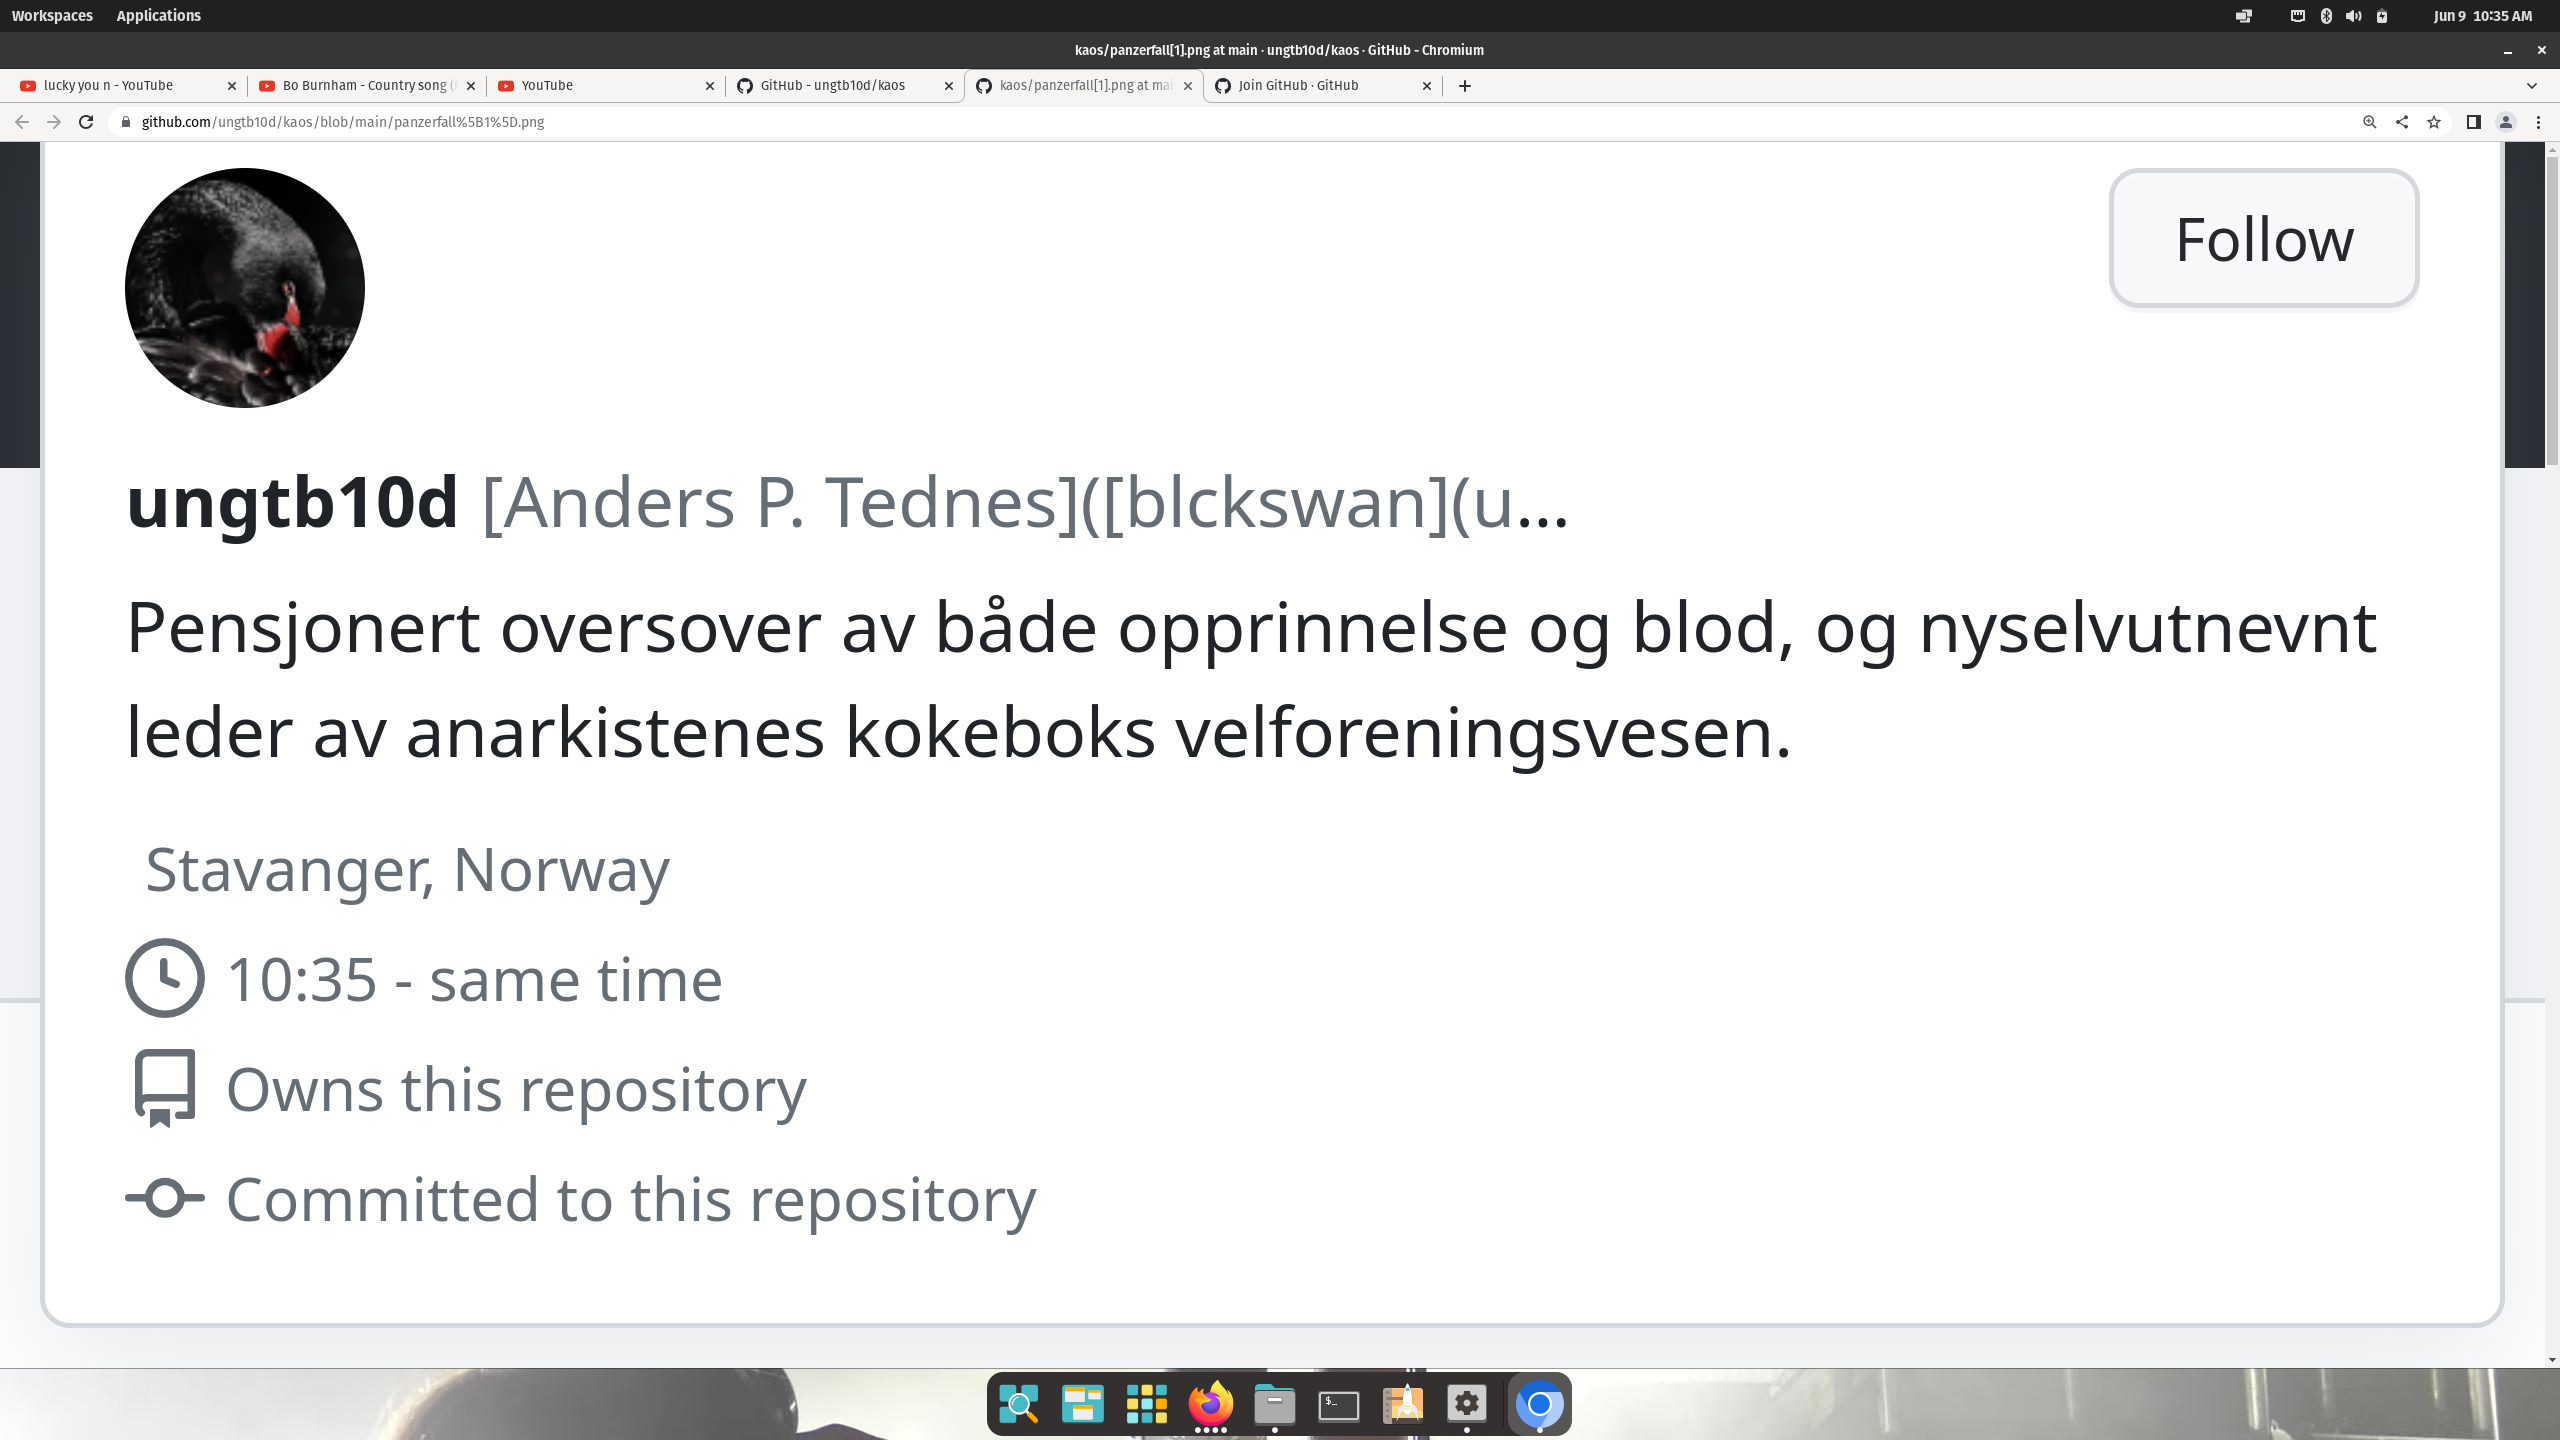 Workspaces Applications Jun 9 10:35 AM
kaos/panzerfall[1].png at main · ungtb10d/kaos · GitHub - Chromium
lucky you n - YouTube Bo Burnham - Country song ( YouTube GitHub - ungtb10d/kaos kaos/panzerfall[1].png at mai Join GitHub · GitHub
github.com/ungtb10d/kaos/blob/main/panzerfall%5B1%5D.png
Follow
ungtb10d [Anders P. Tednes]([blckswan](u...
Pensjonert oversover av både opprinnelse og blod, og nyselvutnevnt
leder av anarkistenes kokeboks velforeningsvesen.
Stavanger, Norway
10:35 - same time
Owns this repository
Committed to this repository